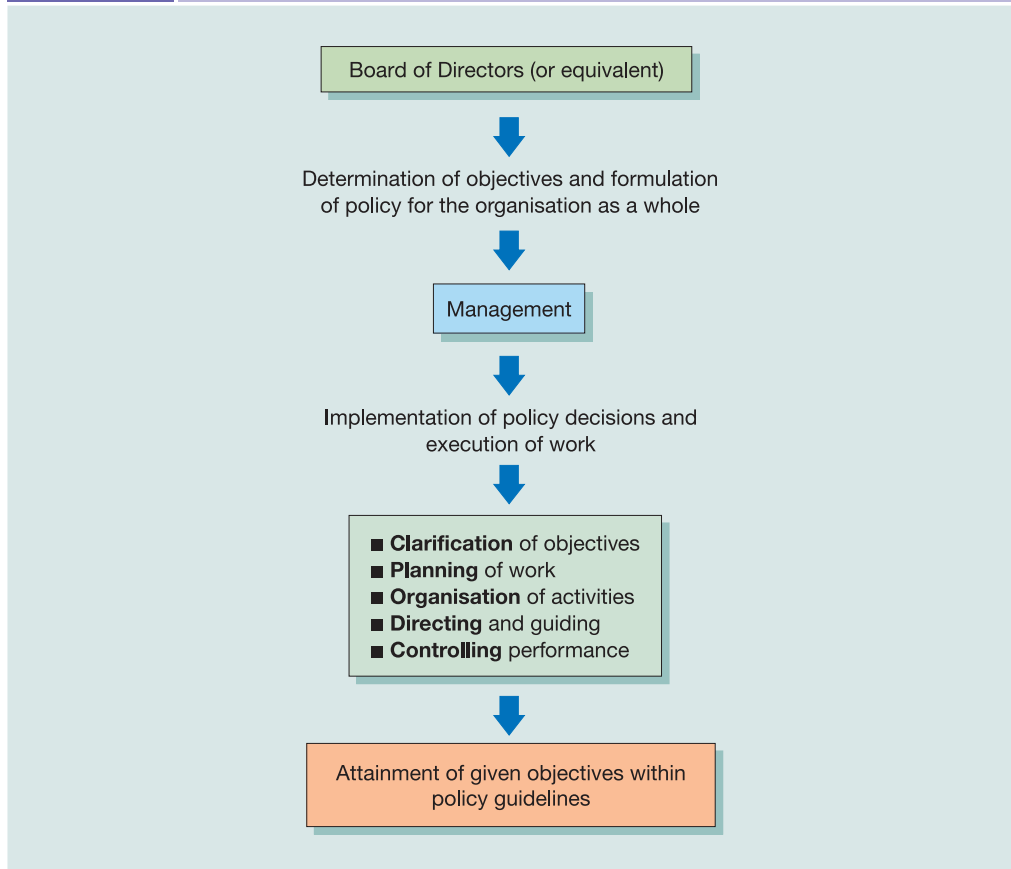 Board of Directors (or equivalent)
Determination of objectives and formulation
of policy for the organisation as a whole
Management
Implementation of policy decisions and
execution of work
■ Clarification of objectives
■ Planning of work
■ Organisation of activities
■ Directing and guiding
■ Controlling performance
Attainment of given objectives within
policy guidelines